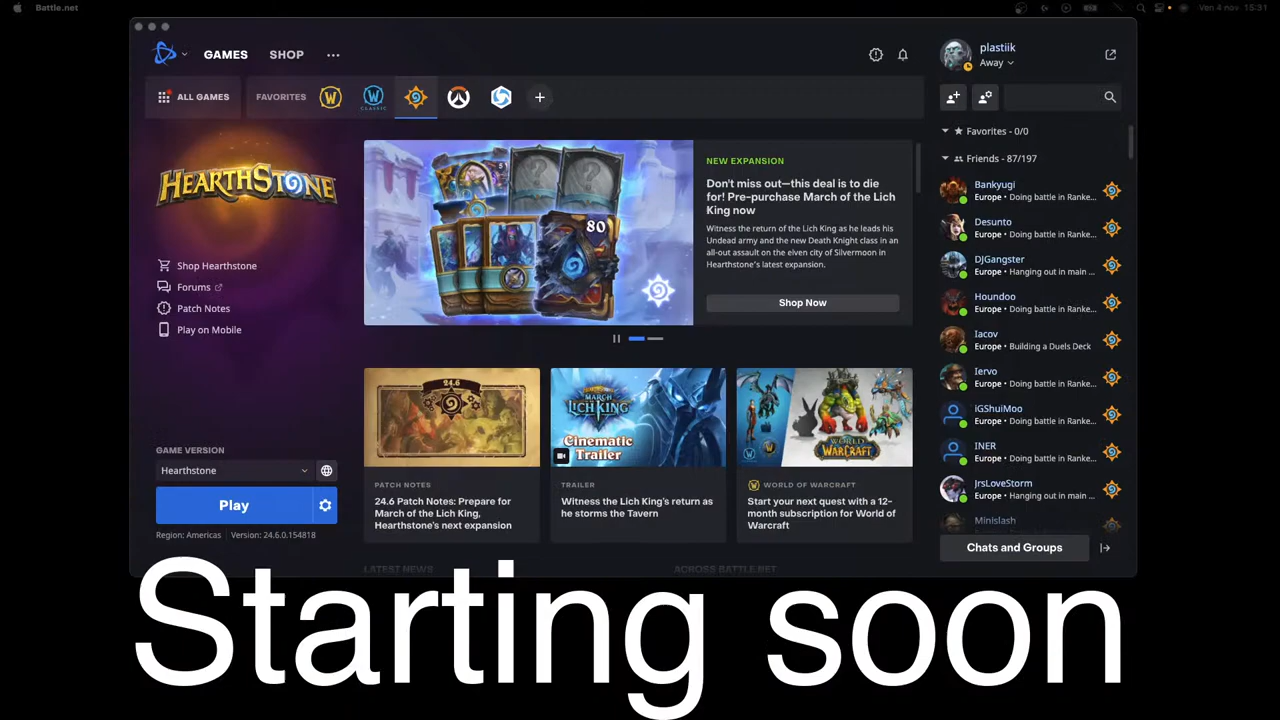 Battle.net
Ven.4 nov 15:31
GAMES
SHOP
plastiik
Away
ALL GAMES
FAVORITES
CLASSIC
HEARTHSTONE
Shop Hearthstone
Forums
Patch Notes
Play on Mobile
GAME VERSION
Hearthstone
Play
Region: Americas
Version: 24.6.0.154818
80
NEW EXPANSION
Don't miss out—this deal is to die
for! Pre-purchase March of the Lich
King now
Witness the return of the Lich King as he leads his
Undead army and the new Death Knight class in an
all-out assault on the elven city of Silvermoon in
Hearthstone's latest expansion.
Shop Now
24.6
PATCH NOTES
24.6 Patch Notes: Prepare for
March of the Lich King,
Hearthstone's next expansion
HEARTHSTONE
MARCH
OF THE
LICH KING
Cinematic
Trailer
TRAILER
Witness the Lich King's return as
he storms the Tavern
WORLD
OF
WARCRAFT
WORLD OF WARCRAFT
Start your next quest with a 12-
month subscription for World of
Warcraft
LATEST NEWS
ACROSS BATTLE.NET
Favorites - 0/0
Friends - 87/197
Bankyugi
Europe • Doing battle in Ranke...
Desunto
Europe • Doing battle in Ranke...
DJGangster
Europe • Hanging out in main ...
Houndoo
Europe • Doing battle in Ranke...
Iacov
Europe • Building a Duels Deck
Iervo
Europe • Doing battle in Ranke...
iGShuiMoo
Europe • Doing battle in Ranke...
INER
Europe • Doing battle in Ranke...
JrsLoveStorm
Europe • Hanging out in main ...
Minislash
Chats and Groups
Starting soon